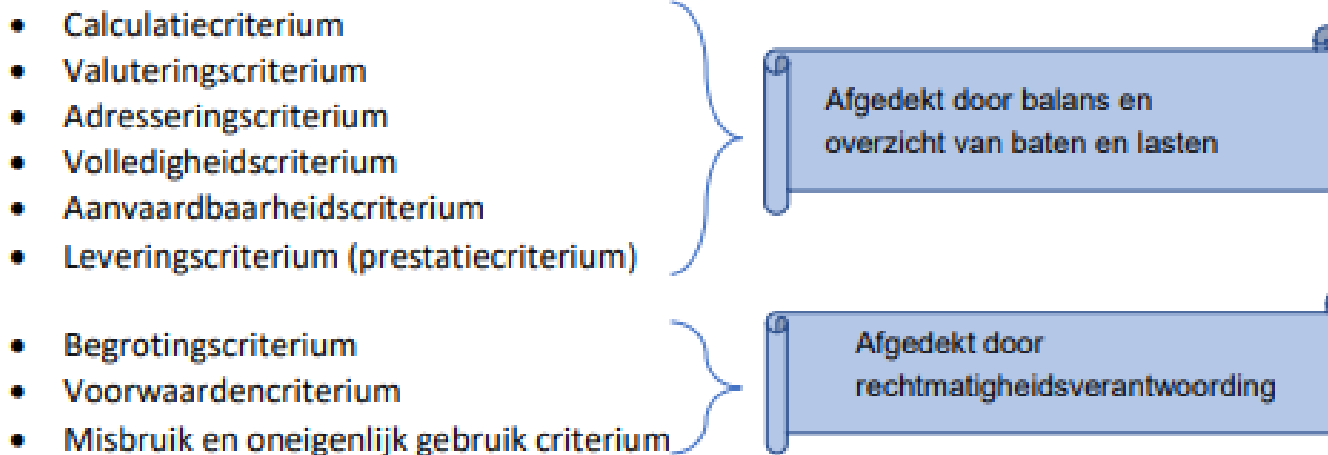 • Calculatiecriterium
• Valuteringscriterium
• Adresseringscriterium
• Volledigheidscriterium
• Aanvaardbaarheidscriterium
• Leveringscriterium (prestatiecriterium)
Afgedekt door balans en
overzicht van baten en lasten
• Begrotingscriterium
• Voorwaardencriterium
• Misbruik en oneigenlijk gebruik criterium
Afgedekt door
rechtmatigheidsverantwoording